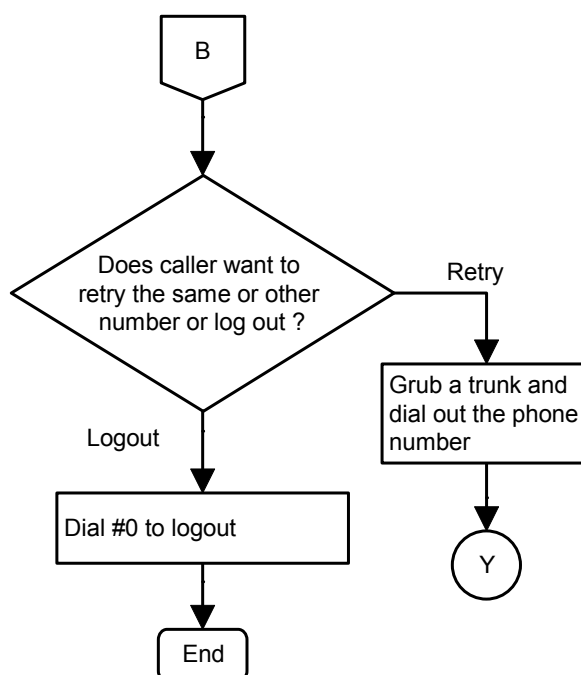 B
Does caller want to
retry the same or other
number or log out ?
Retry
Grub a trunk and
dial out the phone
number
Logout
Dial #0 to logout
Y
End